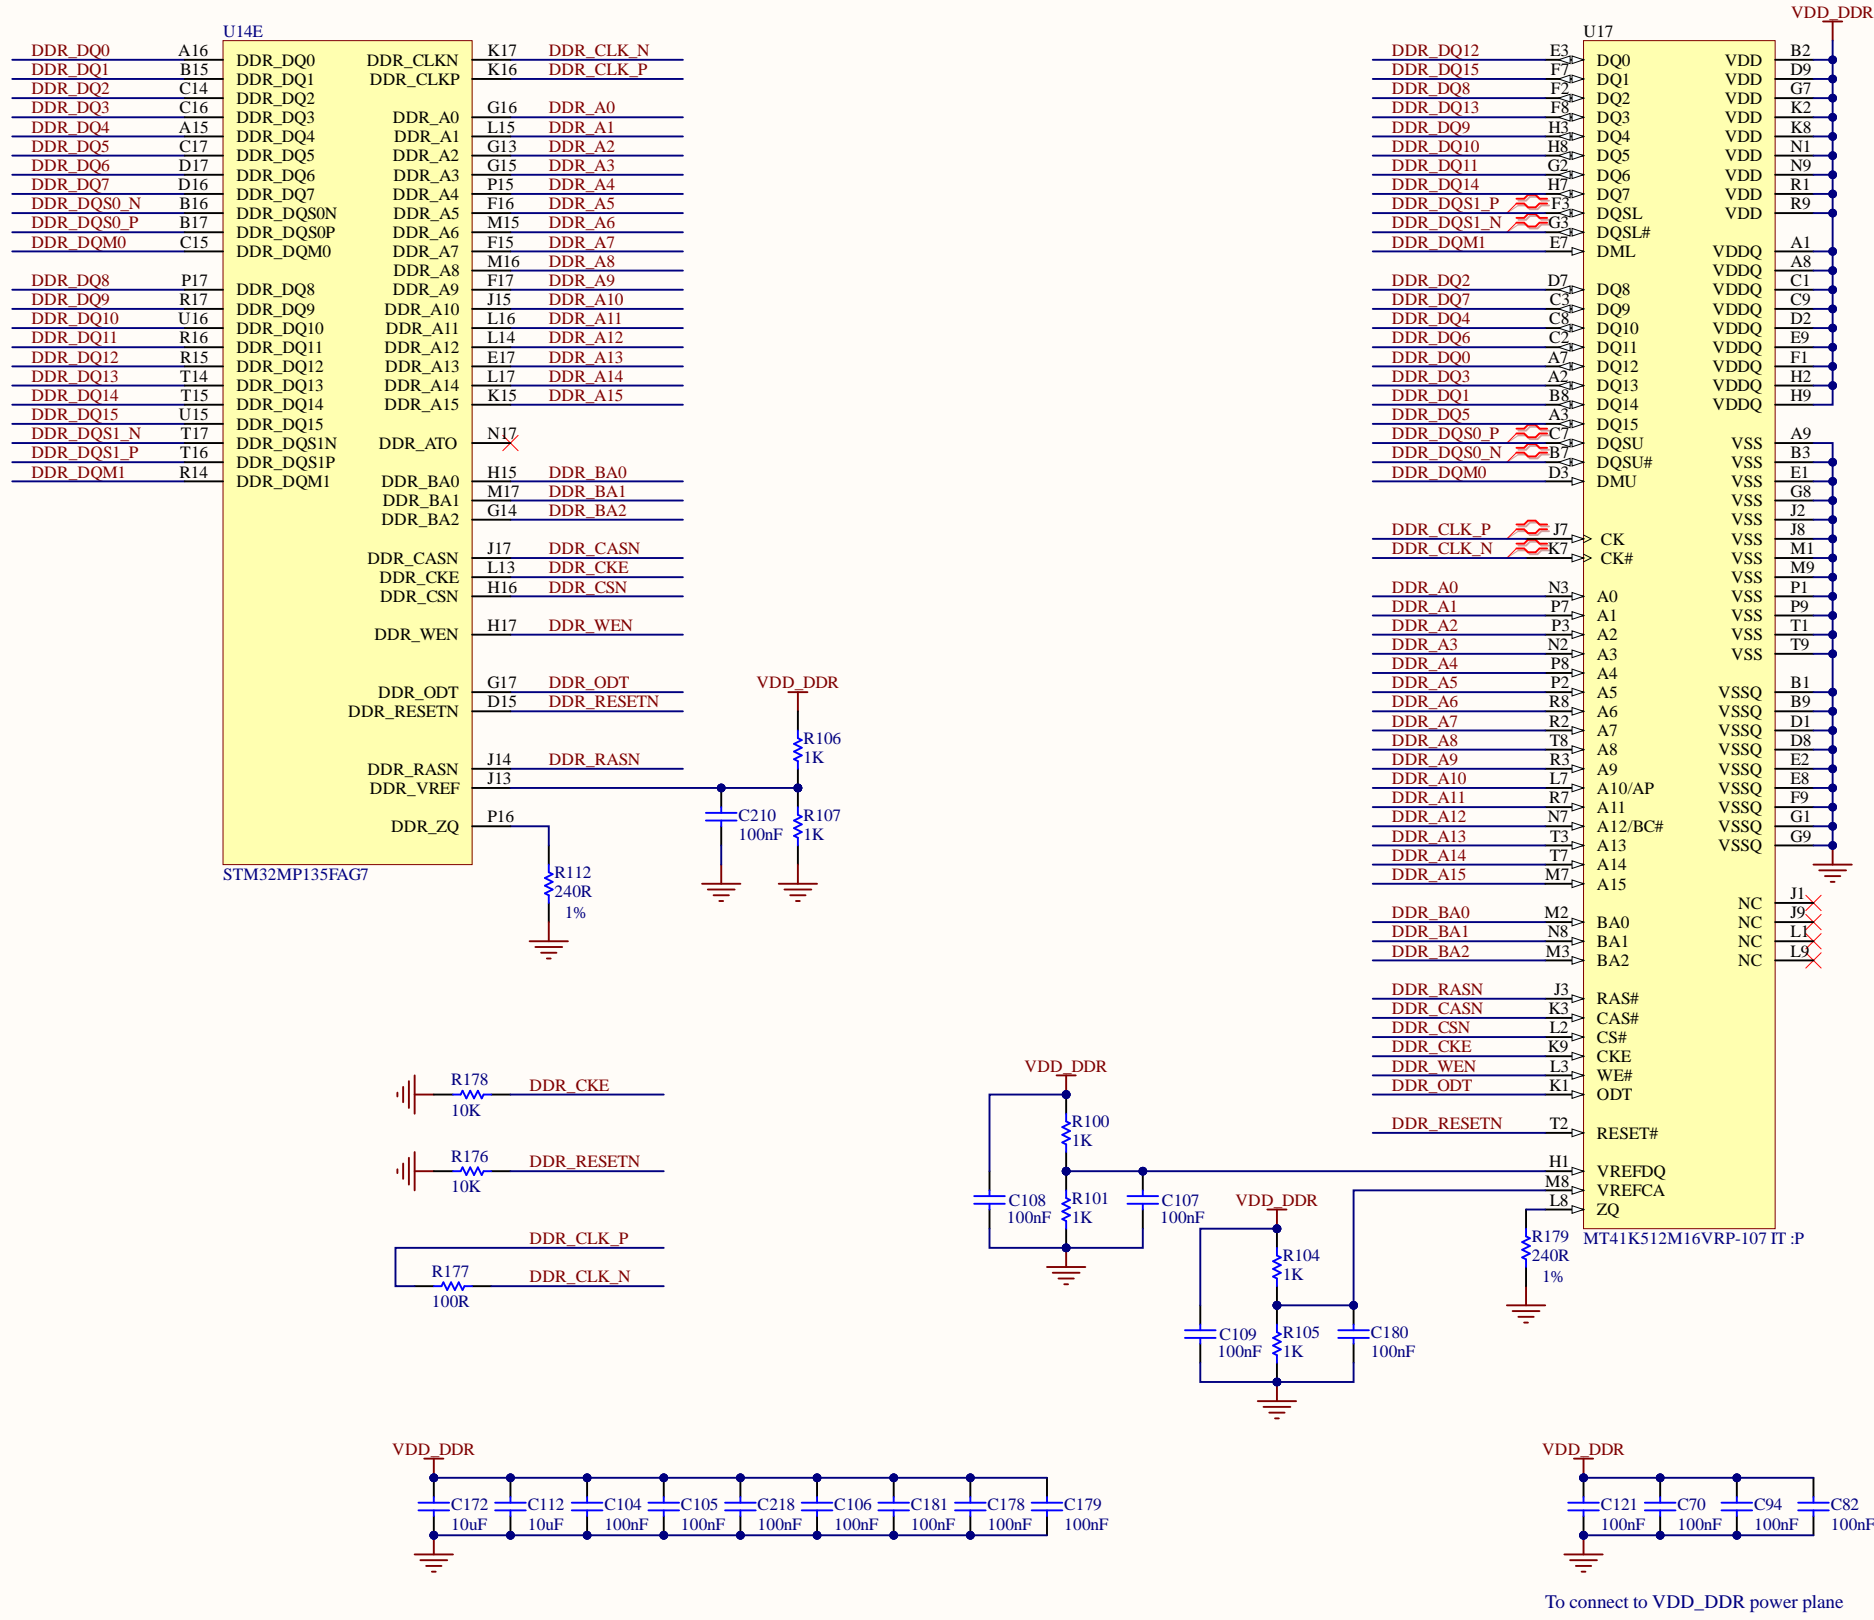 U14E
DDR_DQ0 A16 DDR_DQ0 DDR_CLKN K17 DDR_CLK_N
DDR_DQ1 B15 DDR_DQ1 DDR_CLKP K16 DDR_CLK_P
DDR_DQ2 C14 DDR_DQ2
DDR_DQ3 C16 DDR_DQ3 DDR_A0 G16 DDR_A0
DDR_DQ4 A15 DDR_DQ4 DDR_A1 L15 DDR_A1
DDR_DQ5 C17 DDR_DQ5 DDR_A2 G13 DDR_A2
DDR_DQ6 D17 DDR_DQ6 DDR_A3 G15 DDR_A3
DDR_DQ7 D16 DDR_DQ7 DDR_A4 P15 DDR_A4
DDR_DQS0_N B16 DDR_DQS0N DDR_A5 F16 DDR_A5
DDR_DQS0_P B17 DDR_DQS0P DDR_A6 M15 DDR_A6
DDR_DQM0 C15 DDR_DQM0 DDR_A7 F15 DDR_A7
DDR_A8 M16 DDR_A8
DDR_DQ8 P17 DDR_DQ8 DDR_A9 F17 DDR_A9
DDR_DQ9 R17 DDR_DQ9 DDR_A10 J15 DDR_A10
DDR_DQ10 U16 DDR_DQ10 DDR_A11 L16 DDR_A11
DDR_DQ11 R16 DDR_DQ11 DDR_A12 L14 DDR_A12
DDR_DQ12 R15 DDR_DQ12 DDR_A13 E17 DDR_A13
DDR_DQ13 T14 DDR_DQ13 DDR_A14 L17 DDR_A14
DDR_DQ14 T15 DDR_DQ14 DDR_A15 K15 DDR_A15
DDR_DQ15 U15 DDR_DQ15
DDR_DQS1_N T17 DDR_DQS1N DDR_ATO N17
DDR_DQS1_P T16 DDR_DQS1P
DDR_DQM1 R14 DDR_DQM1 DDR_BA0 H15 DDR_BA0
DDR_BA1 M17 DDR_BA1
DDR_BA2 G14 DDR_BA2
DDR_CASN J17 DDR_CASN
DDR_CKE L13 DDR_CKE
DDR_CSN H16 DDR_CSN
DDR_WEN H17 DDR_WEN
DDR_ODT G17 DDR_ODT
DDR_RESETN D15 DDR_RESETN
DDR_RASN J14 DDR_RASN
DDR_VREF J13
DDR_ZQ P16
STM32MP135FAG7
VDD_DDR
R106
1K
R107
1K
C210
100nF
R112
240R
1%
R178
10K
DDR_CKE
R176
10K
DDR_RESETN
DDR_CLK_P
R177
100R
DDR_CLK_N
VDD_DDR
R100
1K
R101
1K
C108
100nF
C107
100nF
VDD_DDR
R104
1K
R105
1K
C109
100nF
C180
100nF
VDD_DDR
U17
DDR_DQ12 E3 DQ0 VDD B2
DDR_DQ15 F7 DQ1 VDD D9
DDR_DQ8 F2 DQ2 VDD G7
DDR_DQ13 F8 DQ3 VDD K2
DDR_DQ9 H3 DQ4 VDD K8
DDR_DQ10 H8 DQ5 VDD N1
DDR_DQ11 G2 DQ6 VDD N9
DDR_DQ14 H7 DQ7 VDD R1
DDR_DQS1_P F3 DQSL VDD R9
DDR_DQS1_N G3 DQSL#
DDR_DQM1 E7 DML VDDQ A1
VDDQ A8
DDR_DQ2 D7 DQ8 VDDQ C1
DDR_DQ7 C3 DQ9 VDDQ C9
DDR_DQ4 C8 DQ10 VDDQ D2
DDR_DQ6 C2 DQ11 VDDQ E9
DDR_DQ0 A7 DQ12 VDDQ F1
DDR_DQ3 A2 DQ13 VDDQ H2
DDR_DQ1 B8 DQ14 VDDQ H9
DDR_DQ5 A3 DQ15
DDR_DQS0_P C7 DQSU VSS A9
DDR_DQS0_N B7 DQSU# VSS B3
DDR_DQM0 D3 DMU VSS E1
VSS G8
VSS J2
DDR_CLK_P J7 CK VSS J8
DDR_CLK_N K7 CK# VSS M1
VSS M9
DDR_A0 N3 A0 VSS P1
DDR_A1 P7 A1 VSS P9
DDR_A2 P3 A2 VSS T1
DDR_A3 N2 A3 VSS T9
DDR_A4 P8 A4
DDR_A5 P2 A5 VSSQ B1
DDR_A6 R8 A6 VSSQ B9
DDR_A7 R2 A7 VSSQ D1
DDR_A8 T8 A8 VSSQ D8
DDR_A9 R3 A9 VSSQ E2
DDR_A10 L7 A10/AP VSSQ E8
DDR_A11 R7 A11 VSSQ F9
DDR_A12 N7 A12/BC# VSSQ G1
DDR_A13 T3 A13 VSSQ G9
DDR_A14 T7 A14
DDR_A15 M7 A15
NC J1
DDR_BA0 M2 BA0 NC J9
DDR_BA1 N8 BA1 NC L1
DDR_BA2 M3 BA2 NC L9
DDR_RASN J3 RAS#
DDR_CASN K3 CAS#
DDR_CSN L2 CS#
DDR_CKE K9 CKE
DDR_WEN L3 WE#
DDR_ODT K1 ODT
DDR_RESETN T2 RESET#
H1 VREFDQ
M8 VREFCA
L8 ZQ
MT41K512M16VRP-107 IT :P
R179
240R
1%
VDD_DDR
C172 C112 C104 C105 C218 C106 C181 C178 C179
10uF 10uF 100nF 100nF 100nF 100nF 100nF 100nF 100nF
VDD_DDR
C121 C70 C94 C82
100nF 100nF 100nF 100nF
To connect to VDD_DDR power plane